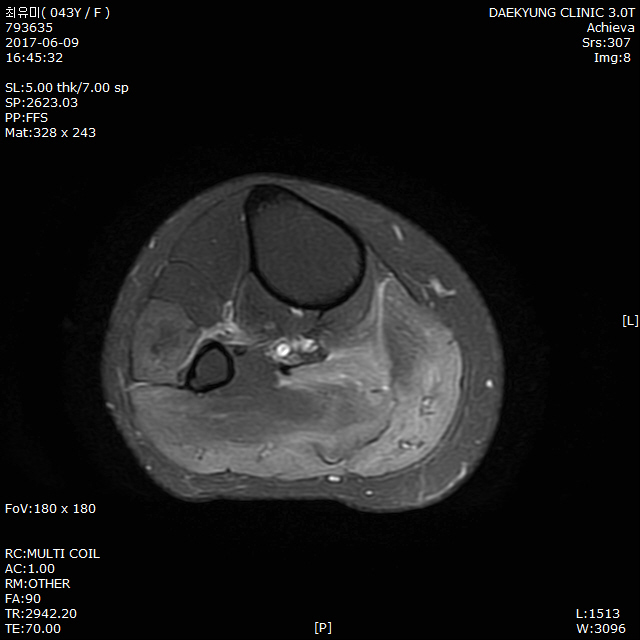 최유미( 043Y / F )
793635
2017-06-09
16:45:32
DAEKYUNG CLINIC 3.0T
Achieva
Srs:307
Img:8
SL:5.00 thk/7.00 sp
SP:2623.03
PP:FFS
Mat:328 x 243
[L]
FoV:180 x 180
RC:MULTI COIL
AC:1.00
RM:OTHER
FA:90
TR:2942.20
TE:70.00
[P]
L:1513
W:3096